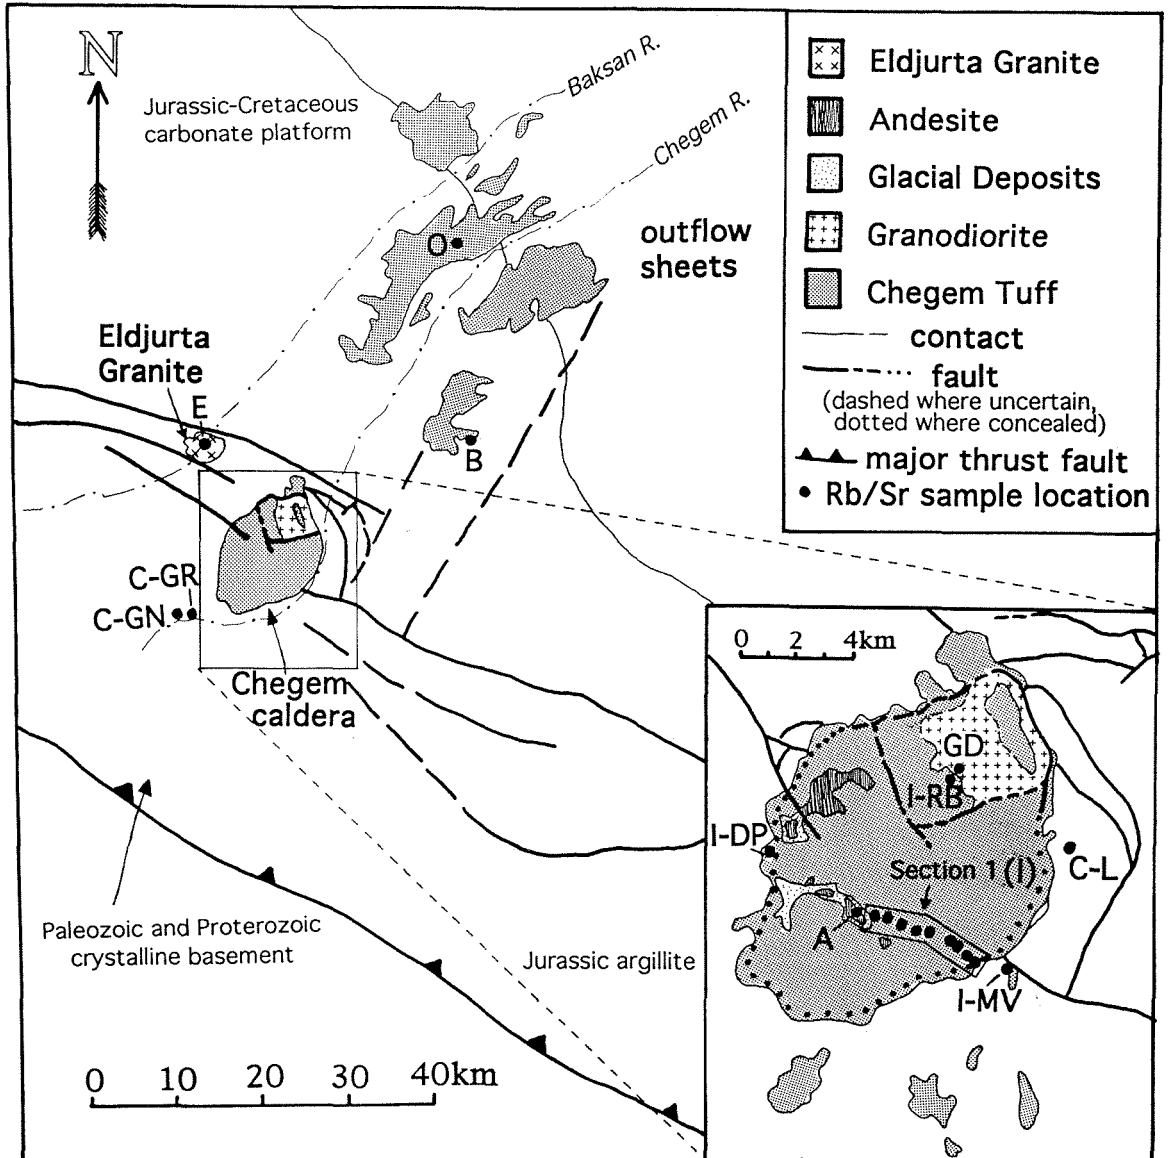 N
Jurassic-Cretaceous
carbonate platform
Baksan R.
Chegem R.
outflow
sheets
O
Eldjurta
Granite
E
B
C-GR
C-GN
Chegem
caldera
Paleozoic and Proterozoic
crystalline basement
Jurassic argillite
0 10 20 30 40km
Eldjurta Granite
Andesite
Glacial Deposits
Granodiorite
Chegem Tuff
contact
fault
(dashed where uncertain,
dotted where concealed)
major thrust fault
Rb/Sr sample location
0 2 4km
GD
I-RB
I-DP
Section 1 (I)
C-L
A
I-MV